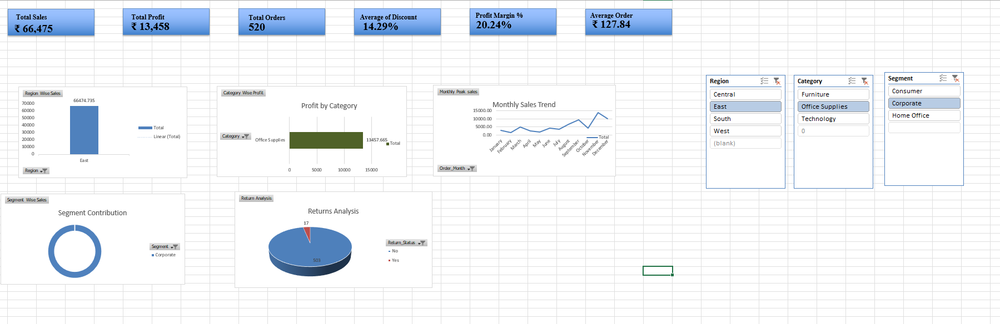 Total Sales
₹ 66,475
Total Profit
₹ 13,458
Total Orders
520
Average of Discount
14.29%
Profit Margin %
20.24%
Average Order
₹ 127.84
Region Wise Sales
66474.735
70000
60000
50000
40000
30000
20000
10000
0
East
Total
Linear (Total)
Region
Category Wise Profit
Profit by Category
Category
Office Supplies
13457.665
Total
0 5000 10000 15000
Monthly Peak sales
Monthly Sales Trend
15000.00
10000.00
5000.00
0.00
Total
January February March April May June July August September October November December
Order_Month
Region
Central
East
South
West
(blank)
Category
Furniture
Office Supplies
Technology
0
Segment
Consumer
Corporate
Home Office
Segment Wise Sales
Segment Contribution
Segment
Corporate
Return Analysis
Returns Analysis
17
503
Return_Status
No
Yes